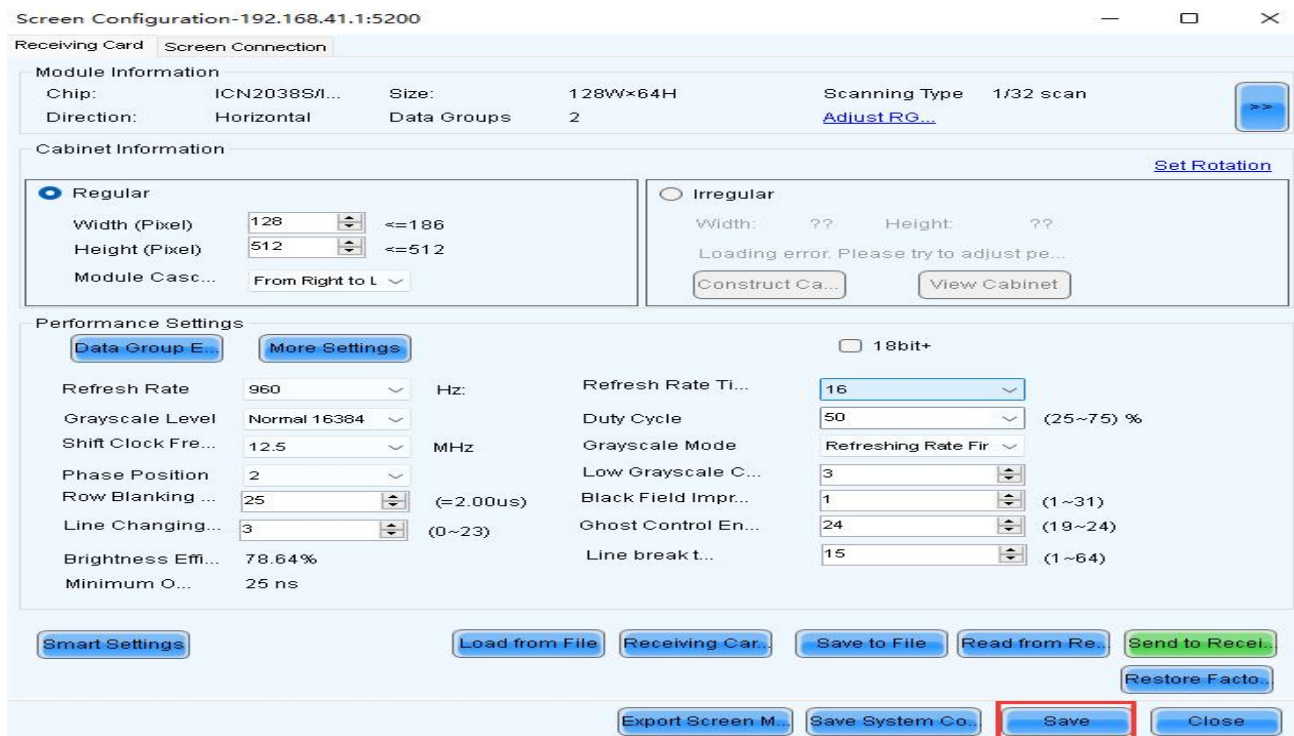 Screen Configuration-192.168.41.1:5200
Receiving Card Screen Connection
Module Information
Chip: ICN2038S/I... Size: 128W×64H Scanning Type 1/32 scan
Direction: Horizontal Data Groups 2 Adjust RG...
>>
Cabinet Information
Set Rotation
Regular Irregular
Width (Pixel) 128 <=186 Width: ?? Height: ??
Height (Pixel) 512 <=512 Loading error. Please try to adjust pe...
Module Casc... From Right to L Construct Ca... View Cabinet
Performance Settings
Data Group E... More Settings 18bit+
Refresh Rate 960 Hz: Refresh Rate Ti... 16
Grayscale Level Normal 16384 Duty Cycle 50 (25~75) %
Shift Clock Fre... 12.5 MHz Grayscale Mode Refreshing Rate Fir
Phase Position 2 Low Grayscale C... 3
Row Blanking ... 25 (=2.00us) Black Field Impr... 1 (1~31)
Line Changing... 3 (0~23) Ghost Control En... 24 (19~24)
Brightness Effi... 78.64% Line break t... 15 (1~64)
Minimum O... 25 ns
Smart Settings Load from File Receiving Car... Save to File Read from Re... Send to Recei...
Restore Facto...
Export Screen M... Save System Co... Save Close